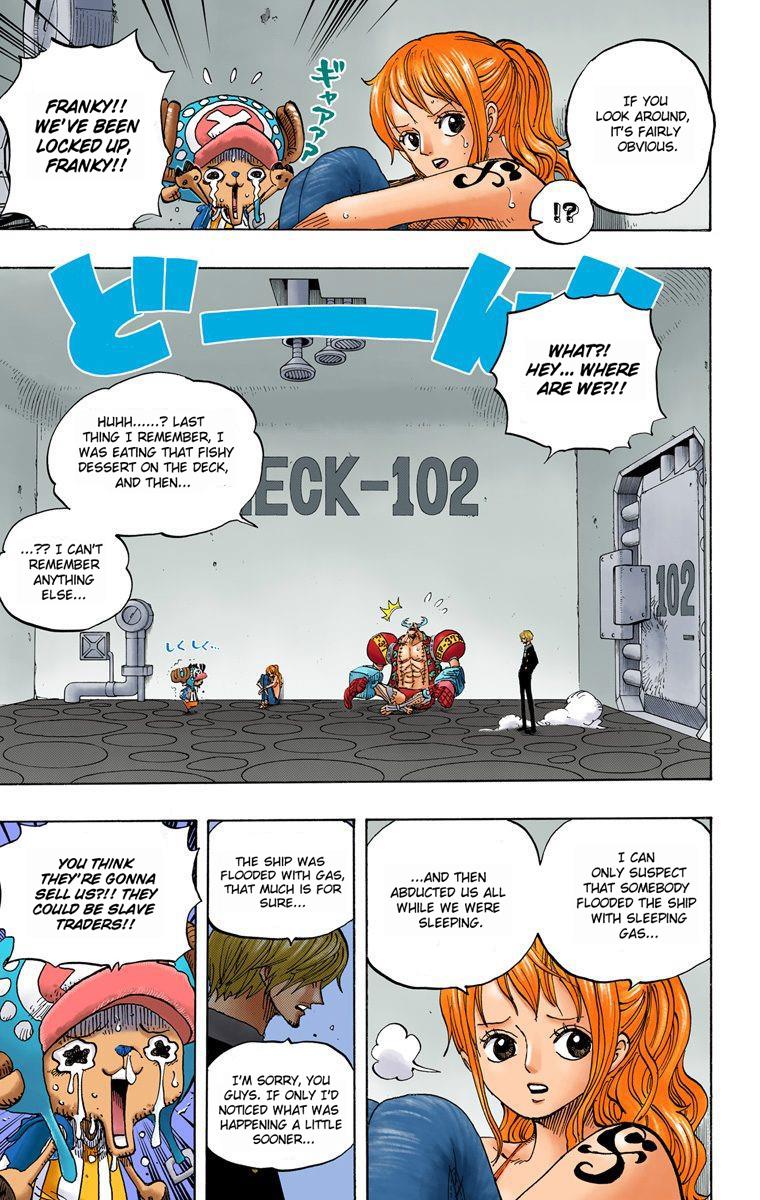 IF YOU
LOOK AROUND,
IT'S FAIRLY
OBVIOUS.
!?
ギャアアア
FRANKY!!
WE'VE BEEN
LOCKED UP,
FRANKY!!
どーーん
WHAT?!
HEY... WHERE
ARE WE?!!
HUHH......? LAST
THING I REMEMBER, I
WAS EATING THAT FISHY
DESSERT ON THE DECK,
AND THEN...
...?? I CAN'T
REMEMBER
ANYTHING
ELSE...
ECK-102
102
しくしく...
I CAN
ONLY SUSPECT
THAT SOMEBODY
FLOODED THE SHIP
WITH SLEEPING
GAS...
...AND THEN
ABDUCTED US ALL
WHILE WE WERE
SLEEPING.
THE SHIP WAS
FLOODED WITH GAS,
THAT MUCH IS FOR
SURE...
I'M SORRY, YOU
GUYS. IF ONLY I'D
NOTICED WHAT WAS
HAPPENING A LITTLE
SOONER...
YOU THINK
THEY'RE GONNA
SELL US?!! THEY
COULD BE SLAVE
TRADERS!!